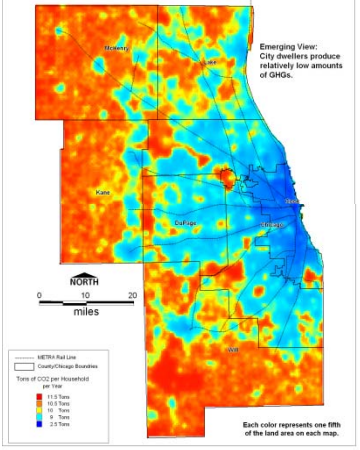 Emerging View:
City dwellers produce
relatively low amounts
of GHGs.
McHenry
Lake
Kane
Cook
DuPage
Chicago
NORTH
0 10 20
miles
Will
METRA Rail Line
County/Chicago Boundries
Tons of CO2 per Household
per Year
11.5 Tons
10.5 Tons
10 Tons
9 Tons
2.5 Tons
Each color represents one fifth
of the land area on each map.